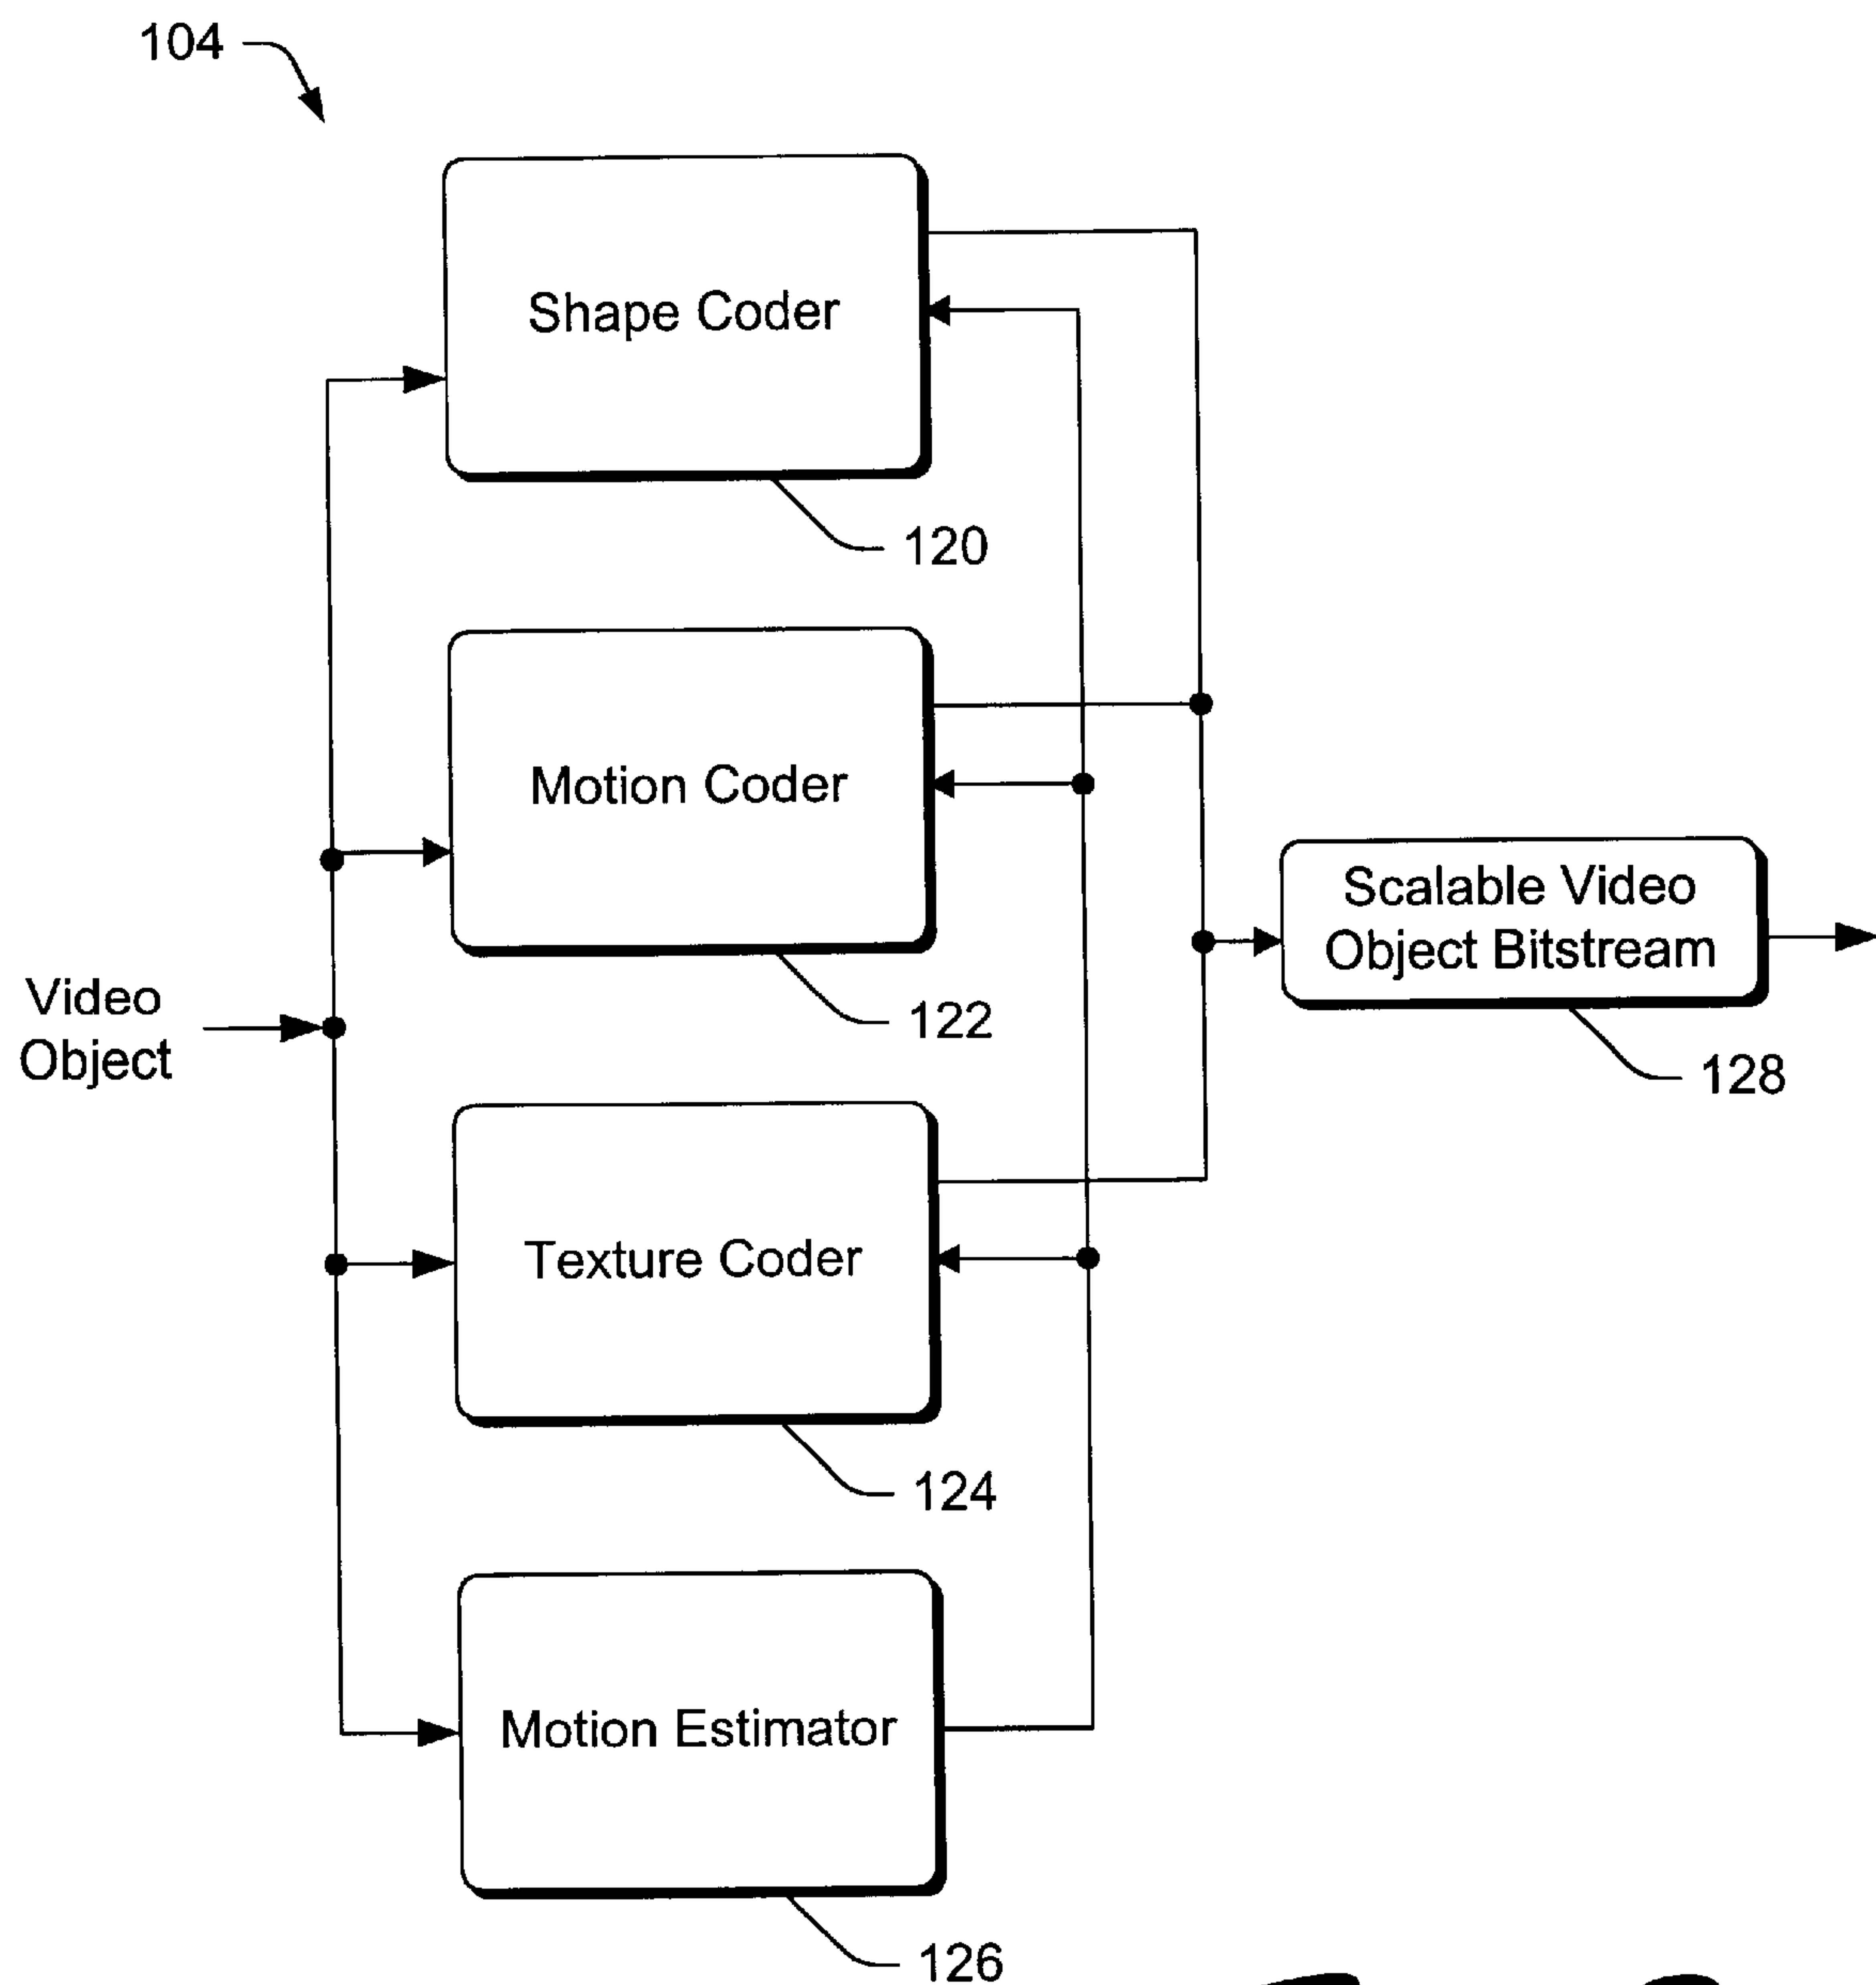 104
Shape Coder
120
Motion Coder
122
Video
Object
Scalable Video
Object Bitstream
128
Texture Coder
124
Motion Estimator
126